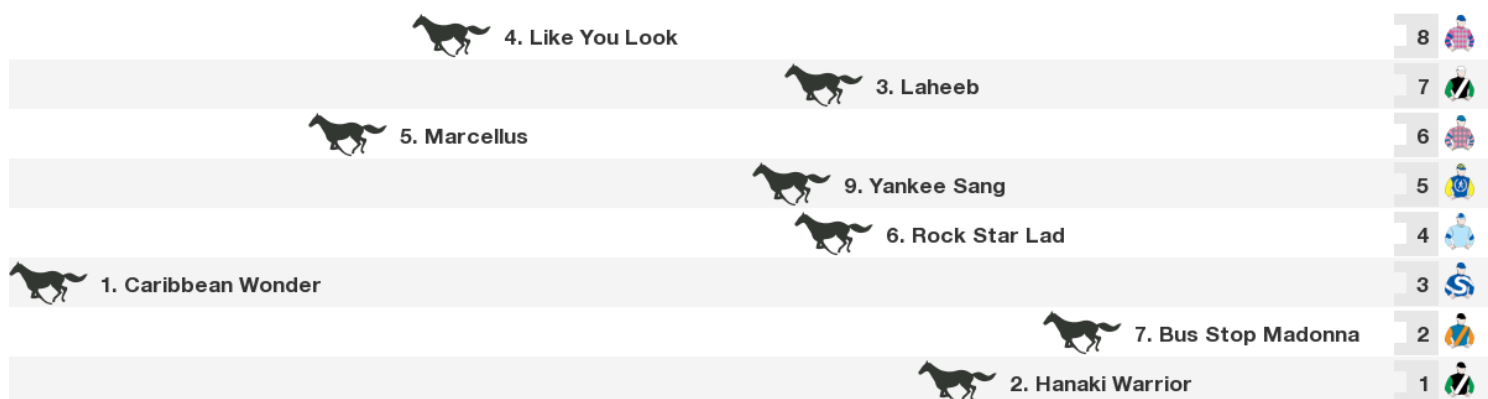 4. Like You Look 8
3. Laheeb 7
5. Marcellus 6
9. Yankee Sang 5
6. Rock Star Lad 4
1. Caribbean Wonder 3
7. Bus Stop Madonna 2
2. Hanaki Warrior 1